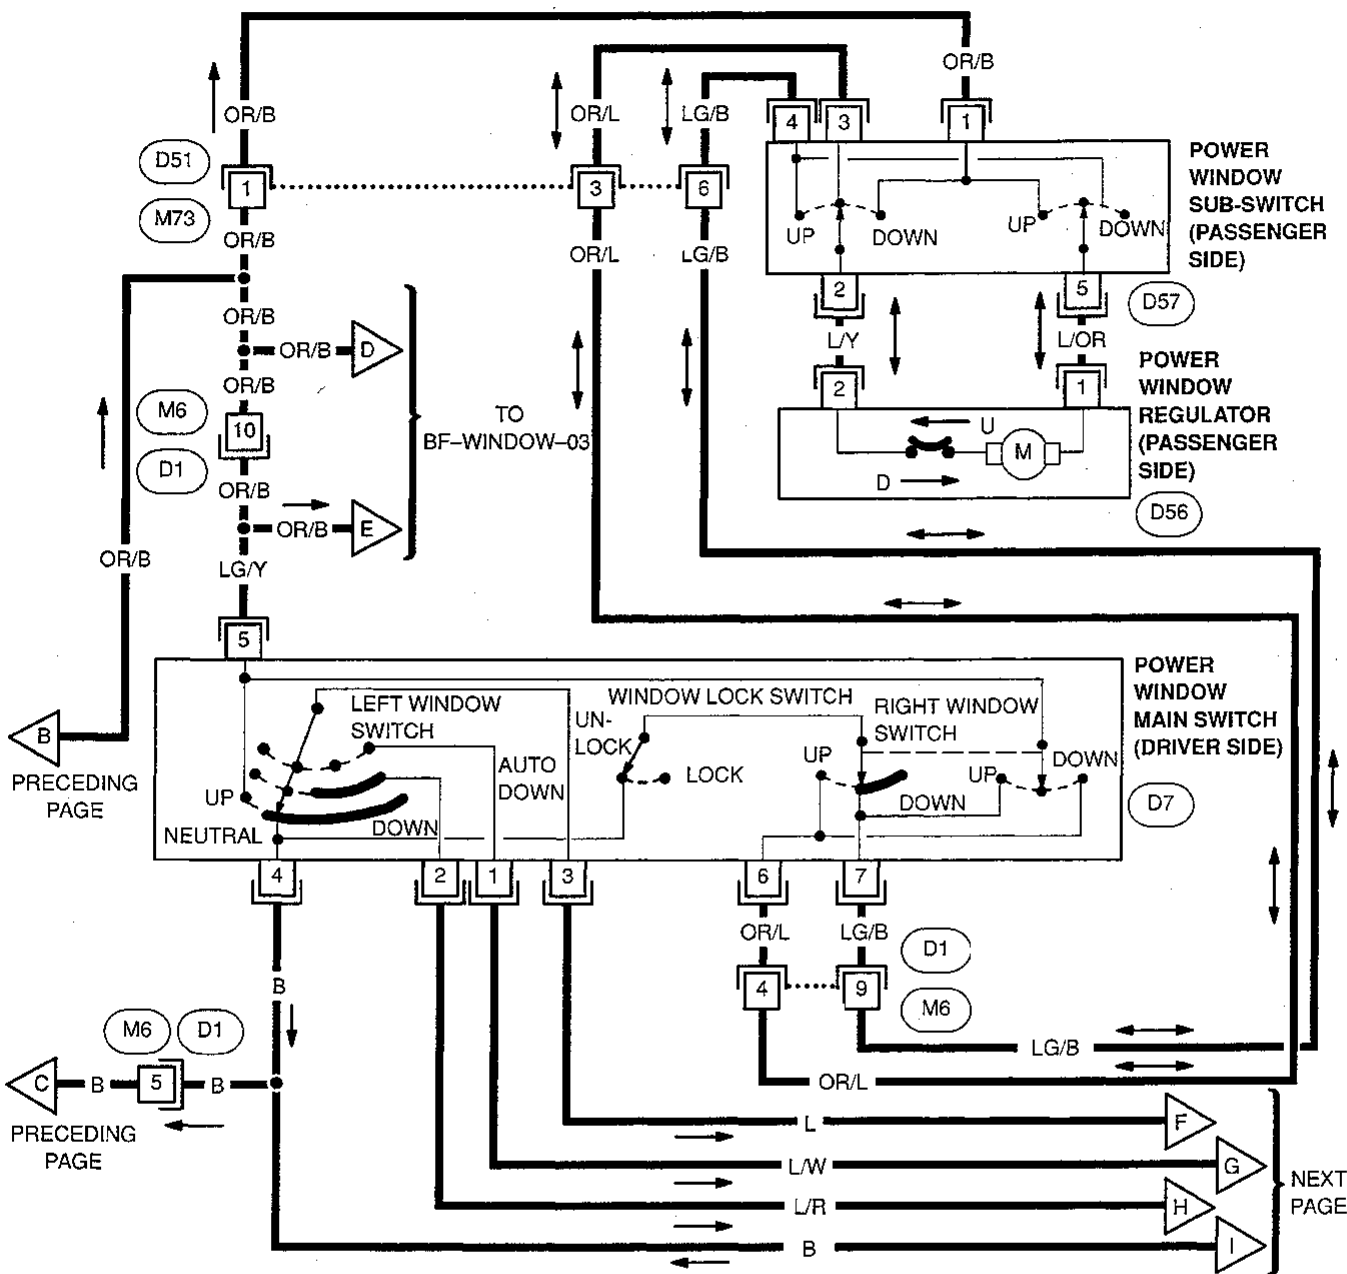 OR/B
OR/B
OR/L
LG/B
4
3
1
D51
1
3
6
M73
OR/B
OR/L
LG/B
UP
DOWN
UP
DOWN
POWER
WINDOW
SUB-SWITCH
(PASSENGER
SIDE)
2
5
D57
OR/B
OR/B
D
L/Y
L/OR
OR/B
M6
10
D1
TO
BF-WINDOW-03
2
1
U
M
D
POWER
WINDOW
REGULATOR
(PASSENGER
SIDE)
D56
OR/B
OR/B
E
OR/B
LG/Y
5
B
PRECEDING
PAGE
LEFT WINDOW
SWITCH
WINDOW LOCK SWITCH
UN-
LOCK
LOCK
RIGHT WINDOW
SWITCH
AUTO
DOWN
UP
DOWN
NEUTRAL
UP
DOWN
UP
DOWN
POWER
WINDOW
MAIN SWITCH
(DRIVER SIDE)
D7
4
2
1
3
6
7
OR/L
LG/B
D1
4
9
M6
B
M6
D1
C
B
5
B
PRECEDING
PAGE
LG/B
OR/L
L
F
L/W
G
L/R
H
B
I
NEXT
PAGE